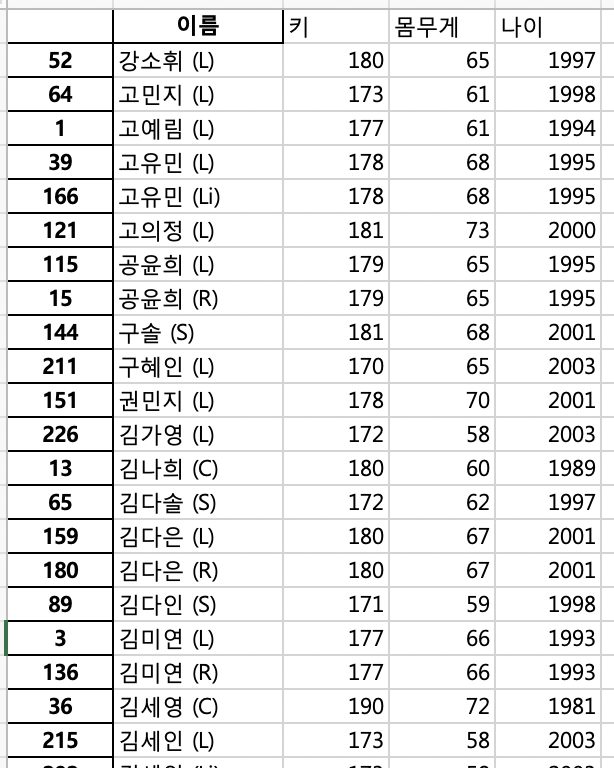 이름 키 몸무게 나이
52 강소휘 (L) 180 65 1997
64 고민지 (L) 173 61 1998
1 고예림 (L) 177 61 1994
39 고유민 (L) 178 68 1995
166 고유민 (Li) 178 68 1995
121 고의정 (L) 181 73 2000
115 공윤희 (L) 179 65 1995
15 공윤희 (R) 179 65 1995
144 구솔 (S) 181 68 2001
211 구혜인 (L) 170 65 2003
151 권민지 (L) 178 70 2001
226 김가영 (L) 172 58 2003
13 김나희 (C) 180 60 1989
65 김다솔 (S) 172 62 1997
159 김다은 (L) 180 67 2001
180 김다은 (R) 180 67 2001
89 김다인 (S) 171 59 1998
3 김미연 (L) 177 66 1993
136 김미연 (R) 177 66 1993
36 김세영 (C) 190 72 1981
215 김세인 (L) 173 58 2003